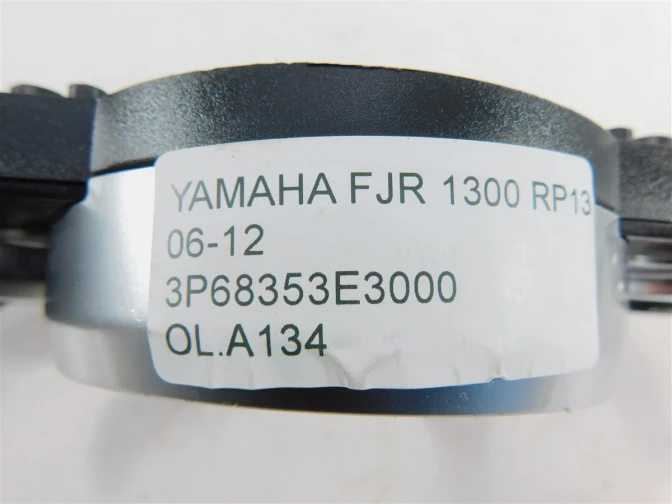 YAMAHA FJR 1300 RP13
06-12
3P68353E3000
OL.A134